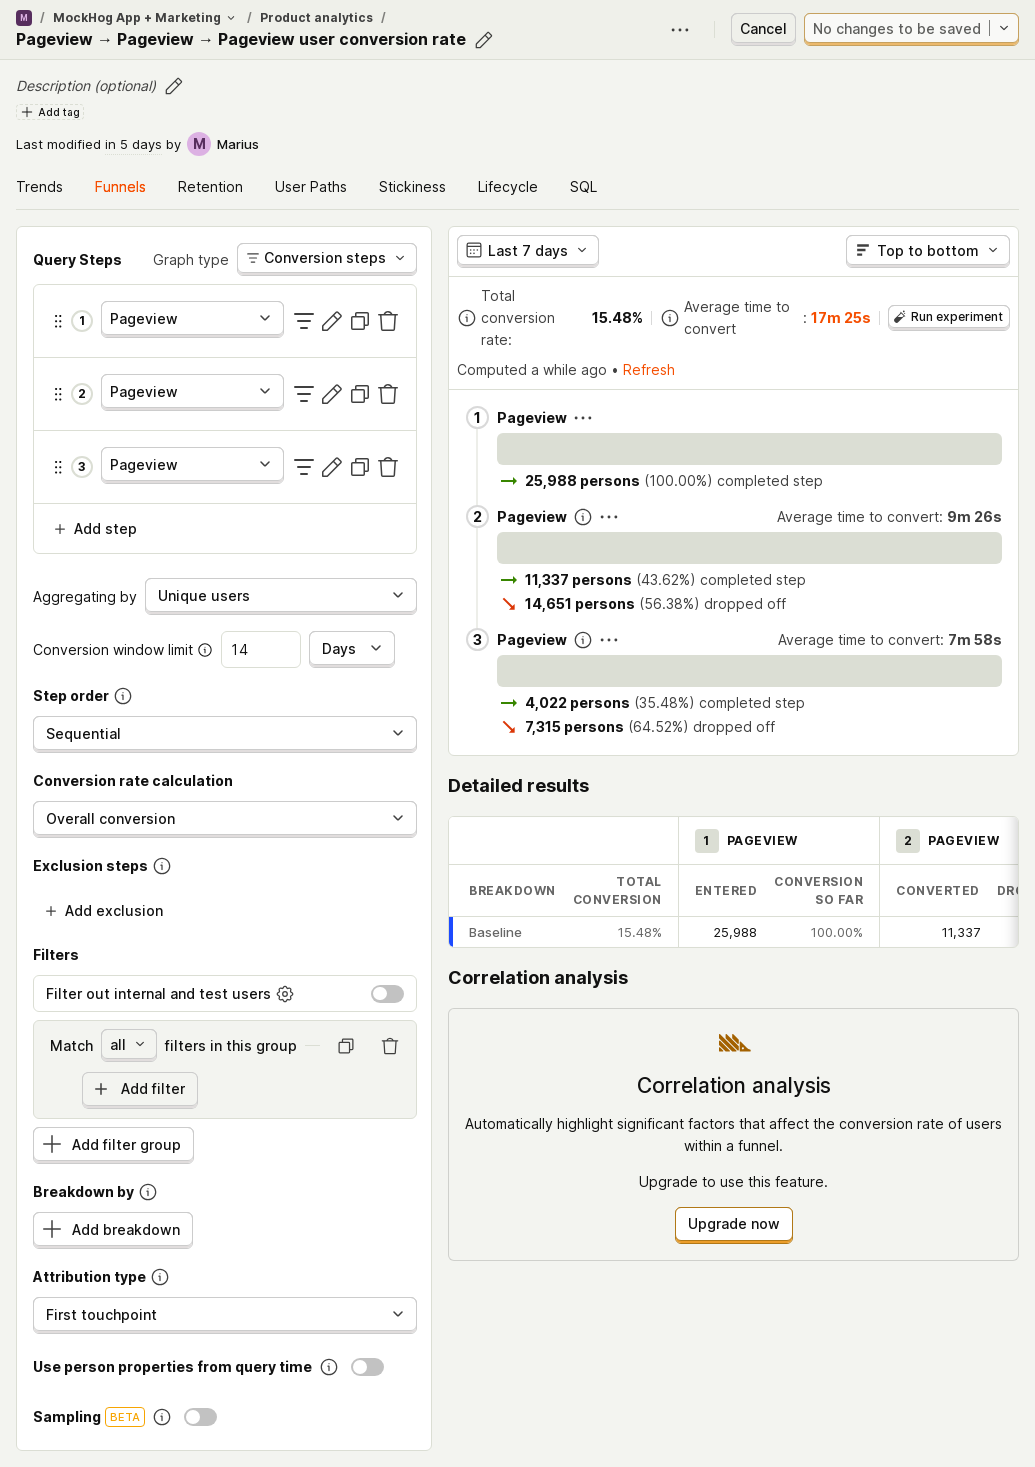 M / MockHog App + Marketing / Product analytics /
Pageview → Pageview → Pageview user conversion rate
Cancel
No changes to be saved
Description (optional)
Add tag
Last modified in 5 days by M Marius
Trends Funnels Retention User Paths Stickiness Lifecycle SQL
Query Steps Graph type Conversion steps
1 Pageview
2 Pageview
3 Pageview
Add step
Aggregating by Unique users
Conversion window limit 14 Days
Step order
Sequential
Conversion rate calculation
Overall conversion
Exclusion steps
Add exclusion
Filters
Filter out internal and test users
Match all filters in this group
Add filter
Add filter group
Breakdown by
Add breakdown
Attribution type
First touchpoint
Use person properties from query time
Sampling BETA
Last 7 days Top to bottom
Total
conversion
rate:
15.48%
Average time to
convert
: 17m 25s
Run experiment
Computed a while ago • Refresh
1 Pageview
25,988 persons (100.00%) completed step
2 Pageview Average time to convert: 9m 26s
11,337 persons (43.62%) completed step
14,651 persons (56.38%) dropped off
3 Pageview Average time to convert: 7m 58s
4,022 persons (35.48%) completed step
7,315 persons (64.52%) dropped off
Detailed results
1 PAGEVIEW 2 PAGEVIEW
BREAKDOWN
TOTAL
CONVERSION
ENTERED
CONVERSION
SO FAR
CONVERTED
Baseline 15.48% 25,988 100.00% 11,337
Correlation analysis
Correlation analysis
Automatically highlight significant factors that affect the conversion rate of users
within a funnel.
Upgrade to use this feature.
Upgrade now